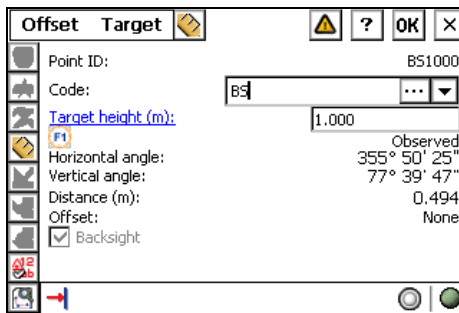 Offset Target ? OK ×
Point ID: BS1000
Code: BS ...
Target height (m): 1.000
F1 Observed
Horizontal angle: 355° 50' 25"
Vertical angle: 77° 39' 47"
Distance (m): 0.494
Offset: None
Backsight